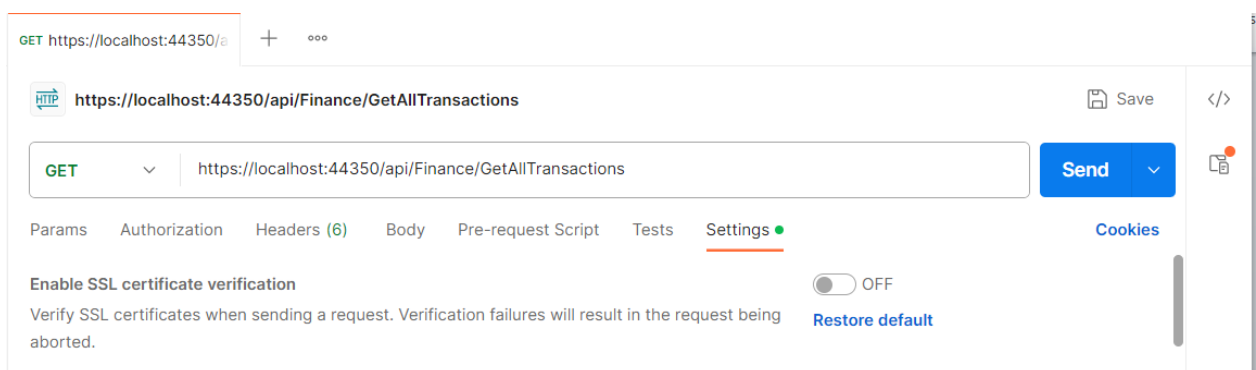 GET https://localhost:44350/a
https://localhost:44350/api/Finance/GetAllTransactions
Save
GET https://localhost:44350/api/Finance/GetAllTransactions Send
Params Authorization Headers (6) Body Pre-request Script Tests Settings Cookies
Enable SSL certificate verification OFF
Verify SSL certificates when sending a request. Verification failures will result in the request being
aborted.
Restore default
HTTP